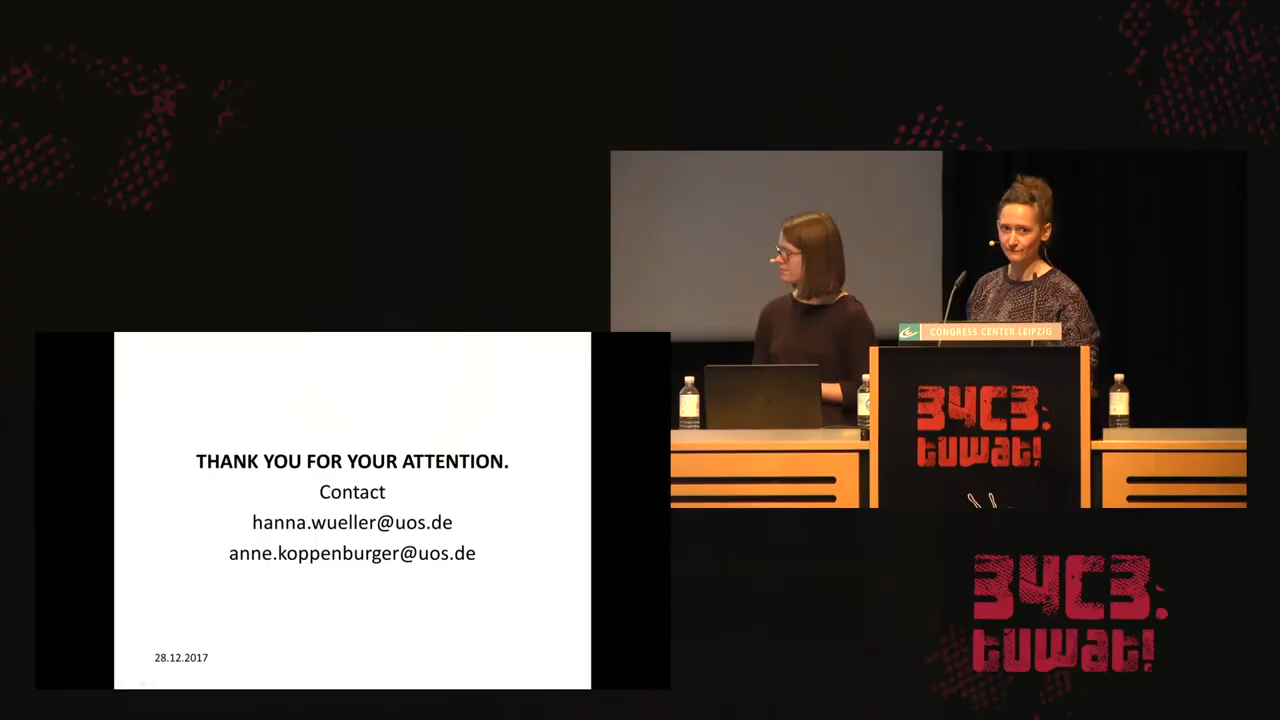 THANK YOU FOR YOUR ATTENTION.
Contact
hanna.wueller@uos.de
anne.koppenburger@uos.de
28.12.2017
CONGRESS CENTER LEIPZIG
34C3.
tuwat!
34C3.
tuwat!